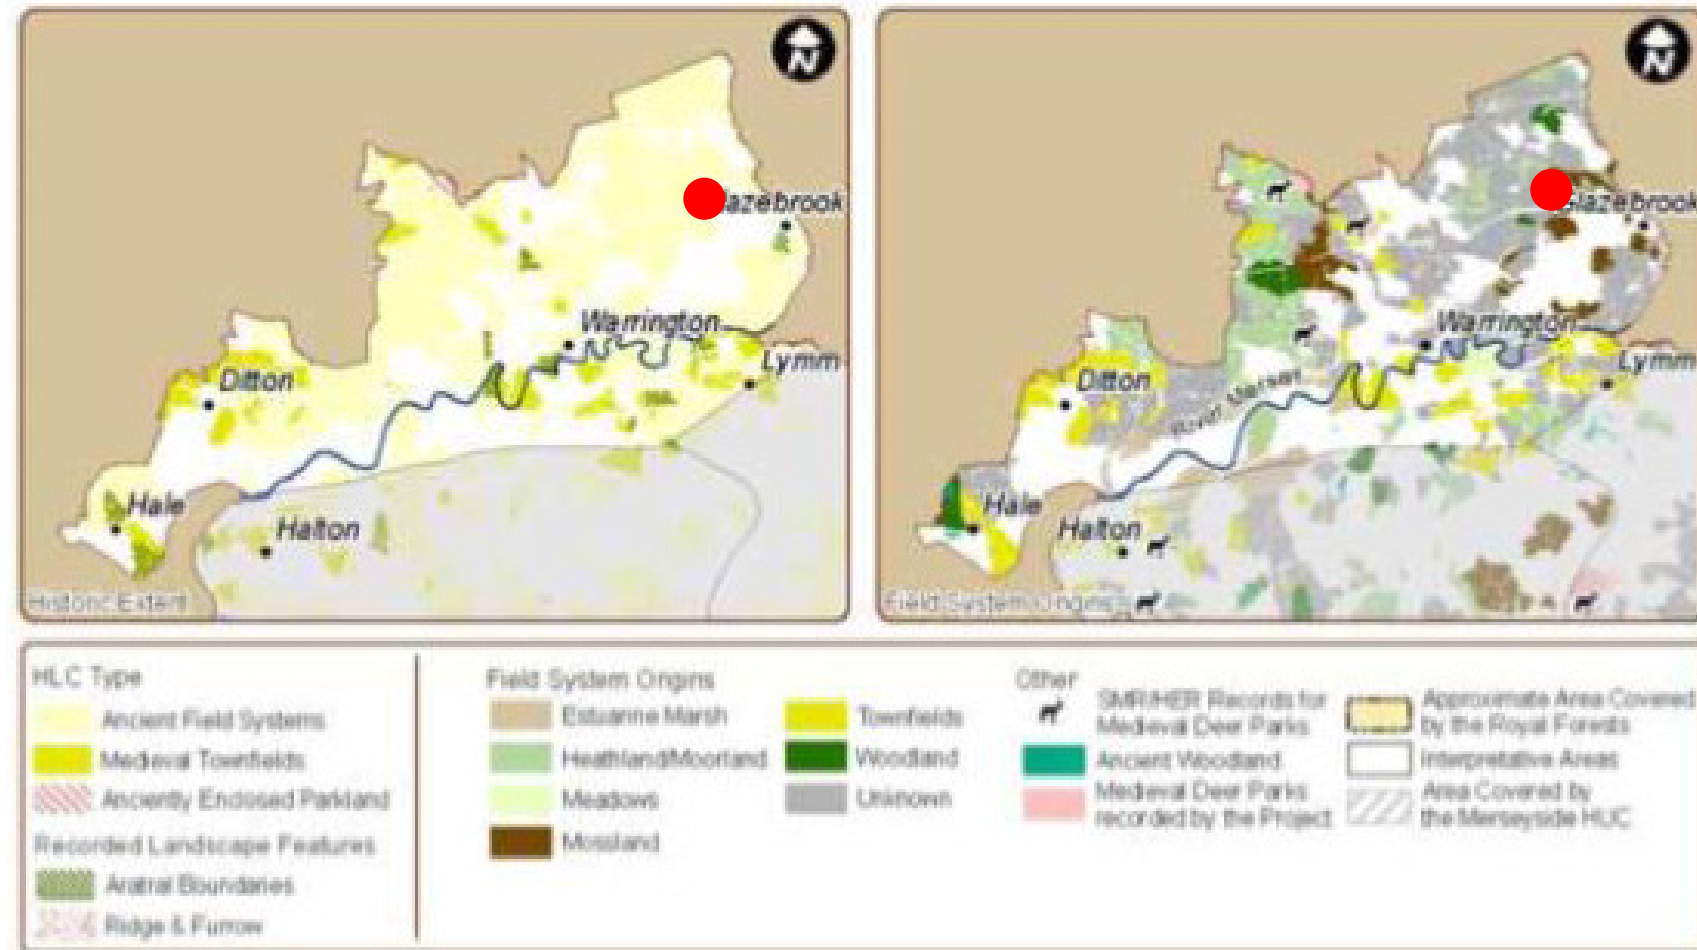 N
lazebrook
Warrington
Lymm
Ditton
Hale
Halton
Historic Extent
N
Glazebrook
Warrington
Lymm
Ditton
River Mersey
Hale
Halton
Field System Origins
HLC Type
Ancient Field Systems
Medieval Townfields
Anciently Enclosed Parkland
Recorded Landscape Features
Aratral Boundaries
Ridge & Furrow
Field System Origins
Estuarine Marsh
Heathland/Moorland
Meadows
Mossland
Townfields
Woodland
Unknown
Other
SMR/HER Records for
Medieval Deer Parks
Ancient Woodland
Medieval Deer Parks
recorded by the Project
Approximate Area Covered
by the Royal Forests
Interpretative Areas
Area Covered by
the Merseyside HUC